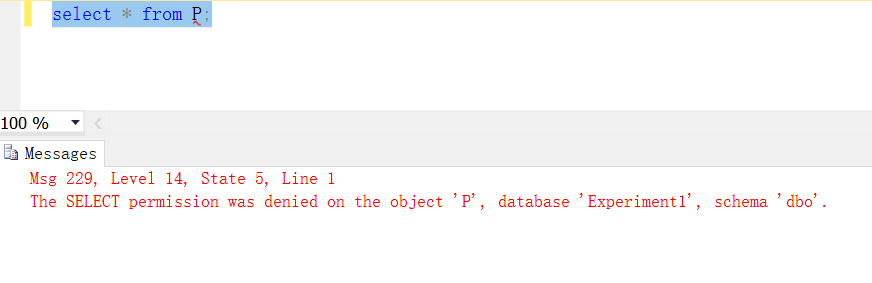 select * from P;
100 %
Messages
Msg 229, Level 14, State 5, Line 1
The SELECT permission was denied on the object 'P', database 'Experiment1', schema 'dbo'.